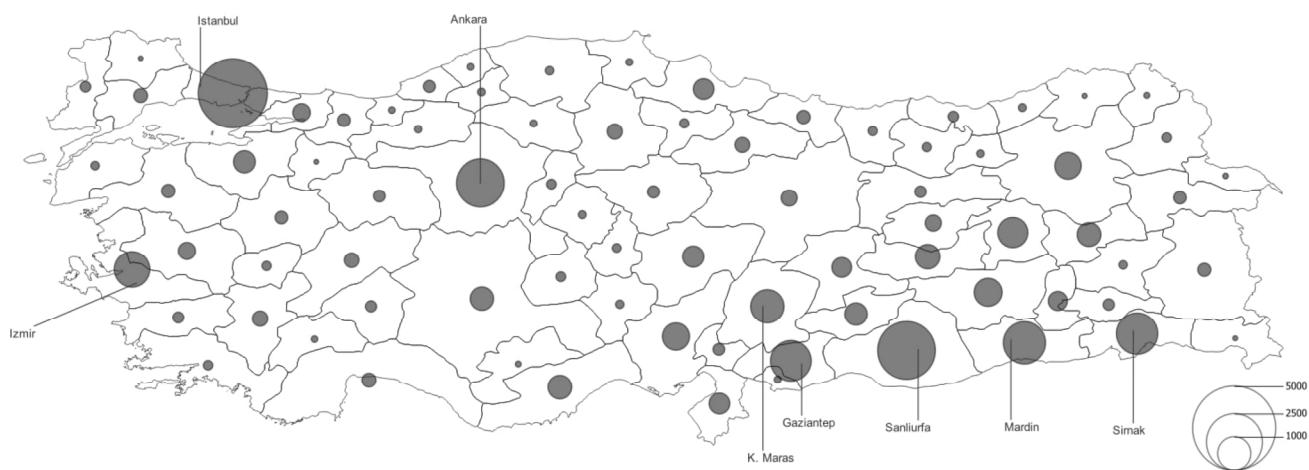 Istanbul
Ankara
Izmir
Gaziantep
Sanliurfa
Mardin
Sirnak
K. Maras
5000
2500
1000